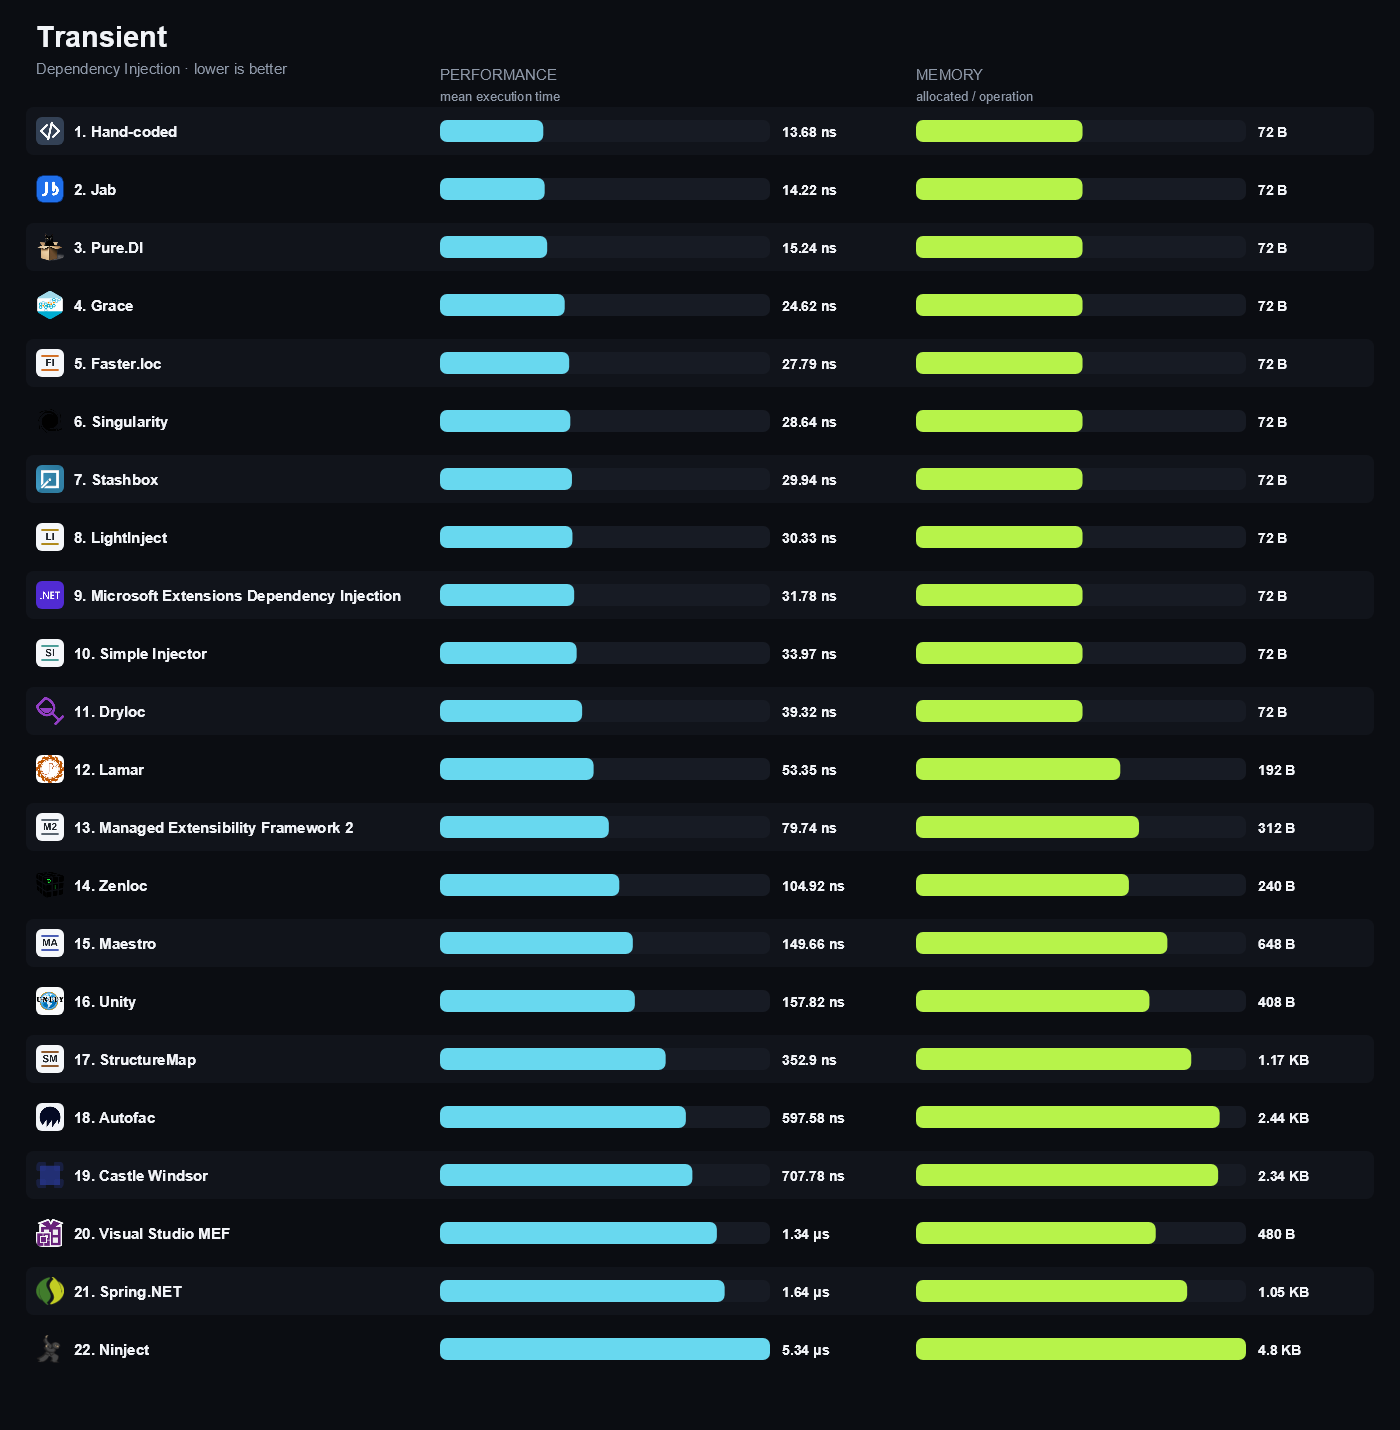 Transient
Dependency Injection · lower is better
PERFORMANCE
mean execution time
MEMORY
allocated / operation
1. Hand-coded 13.68 ns 72 B
Jb 2. Jab 14.22 ns 72 B
3. Pure.DI 15.24 ns 72 B
4. Grace 24.62 ns 72 B
FI 5. Faster.Ioc 27.79 ns 72 B
6. Singularity 28.64 ns 72 B
7. Stashbox 29.94 ns 72 B
LI 8. LightInject 30.33 ns 72 B
.NET 9. Microsoft Extensions Dependency Injection 31.78 ns 72 B
SI 10. Simple Injector 33.97 ns 72 B
11. DryIoc 39.32 ns 72 B
12. Lamar 53.35 ns 192 B
M2 13. Managed Extensibility Framework 2 79.74 ns 312 B
14. ZenIoc 104.92 ns 240 B
MA 15. Maestro 149.66 ns 648 B
UNITY 16. Unity 157.82 ns 408 B
SM 17. StructureMap 352.9 ns 1.17 KB
18. Autofac 597.58 ns 2.44 KB
19. Castle Windsor 707.78 ns 2.34 KB
20. Visual Studio MEF 1.34 μs 480 B
21. Spring.NET 1.64 μs 1.05 KB
22. Ninject 5.34 μs 4.8 KB